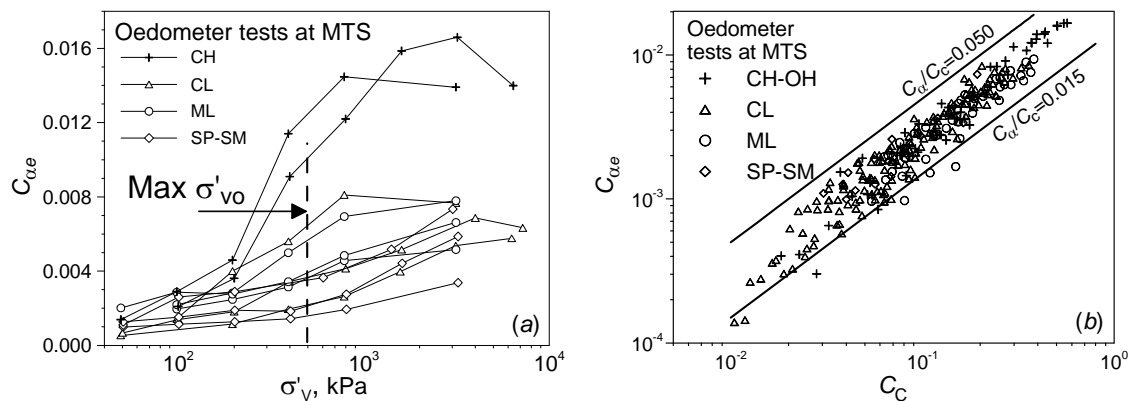 Oedometer tests at MTS
CH
CL
ML
SP-SM
Max σ'vo
(a)
0.016
0.012
0.008
0.004
0.000
10²
10³
10⁴
Cαe
σ'V, kPa
Oedometer
tests at MTS
CH-OH
CL
ML
SP-SM
Cα/CC=0.050
Cα/CC=0.015
(b)
10⁻²
10⁻³
10⁻⁴
10⁻²
10⁻¹
10⁰
Cαe
CC